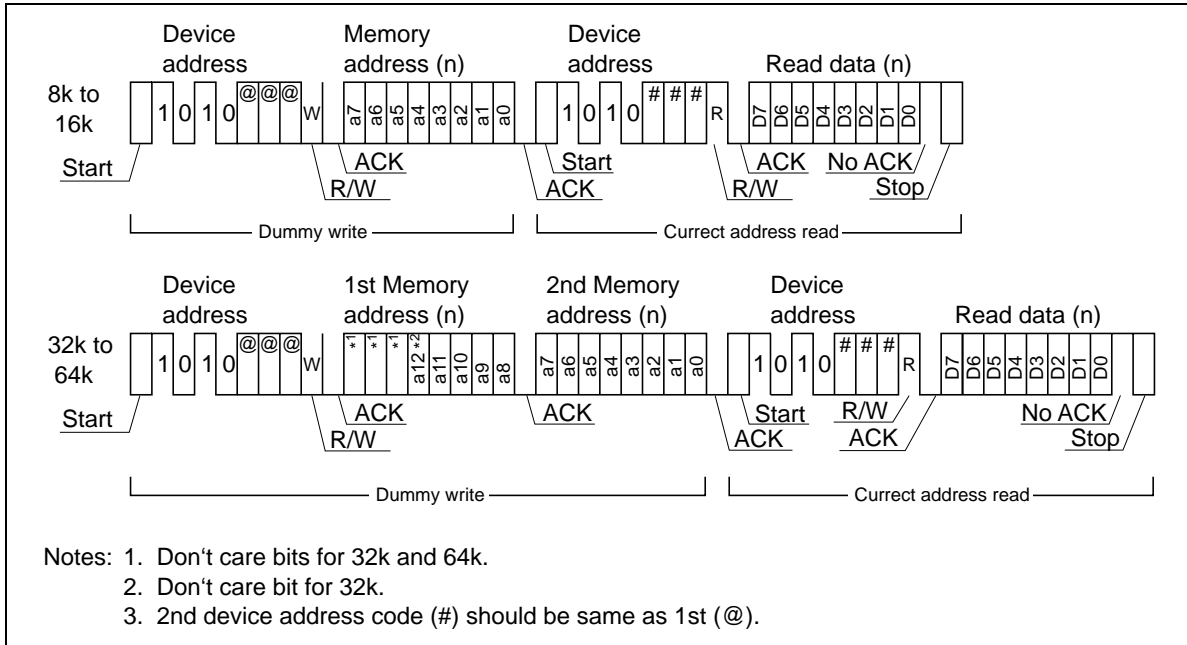 Device address Memory address (n) Device address Read data (n)
8k to 16k
1 0 1 0 @ @ @ W a7 a6 a5 a4 a3 a2 a1 a0 1 0 1 0 # # # R D7 D6 D5 D4 D3 D2 D1 D0
Start ACK Start ACK No ACK
R/W ACK R/W Stop
Dummy write Currect address read
Device address 1st Memory address (n) 2nd Memory address (n) Device address Read data (n)
32k to 64k
1 0 1 0 @ @ @ W *1 *1 *1 a12*2 a11 a10 a9 a8 a7 a6 a5 a4 a3 a2 a1 a0 1 0 1 0 # # # R D7 D6 D5 D4 D3 D2 D1 D0
Start ACK ACK Start R/W No ACK
R/W ACK ACK Stop
Dummy write Currect address read
Notes: 1. Don't care bits for 32k and 64k.
2. Don't care bit for 32k.
3. 2nd device address code (#) should be same as 1st (@).